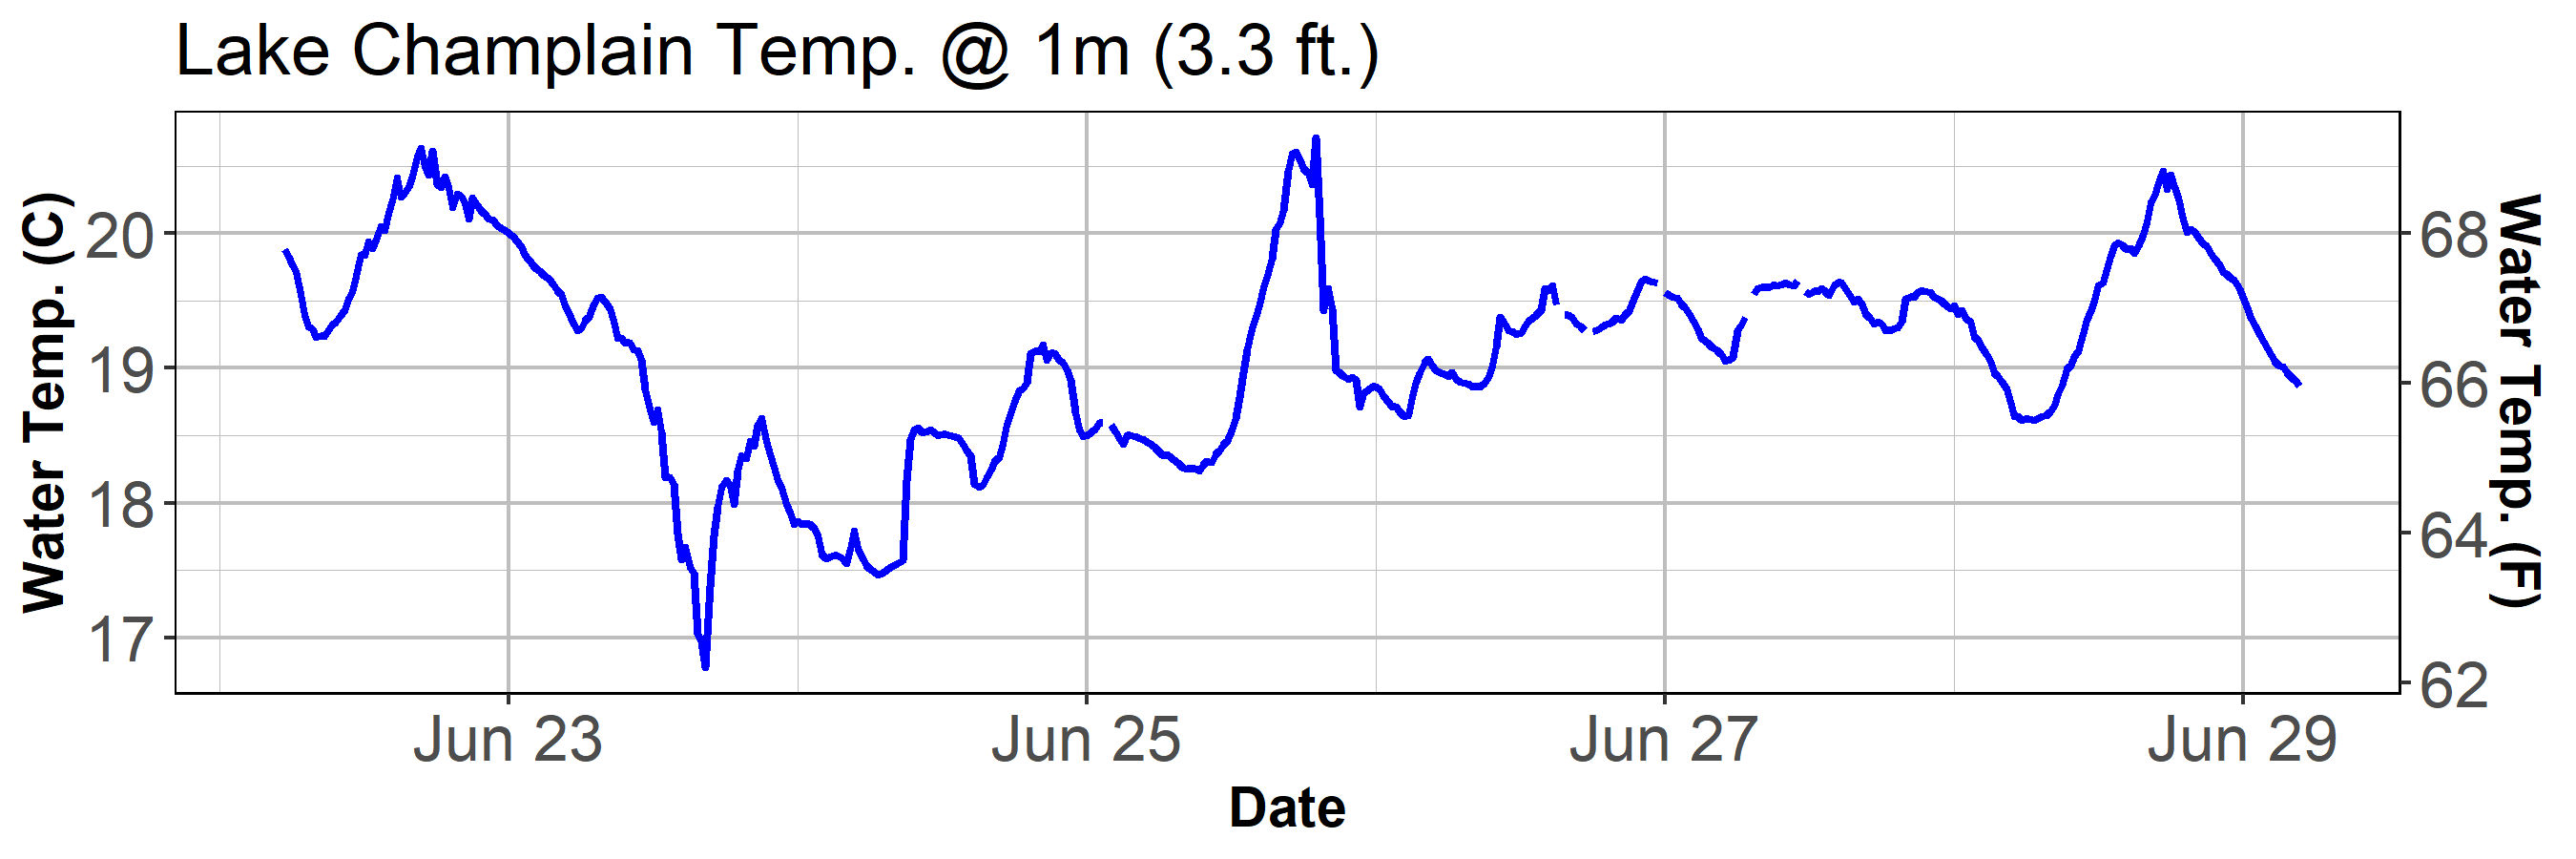 Lake Champlain Temp. @ 1m (3.3 ft.)
Water Temp. (C)
20
19
18
17
68
66
64
62
Water Temp. (F)
Jun 23 Jun 25 Jun 27 Jun 29
Date